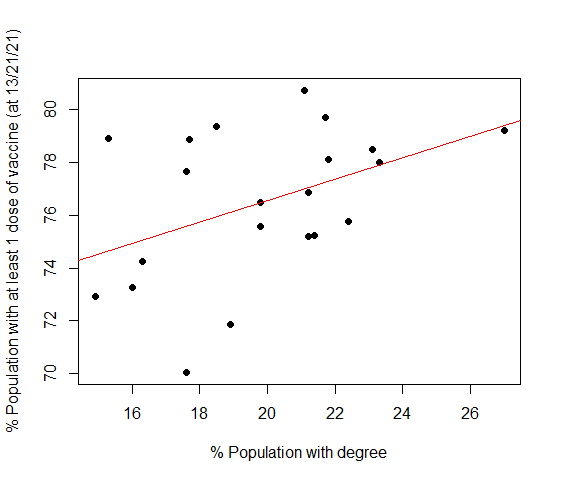 % Population with at least 1 dose of vaccine (at 13/21/21)
80
78
76
74
72
70
16 18 20 22 24 26
% Population with degree